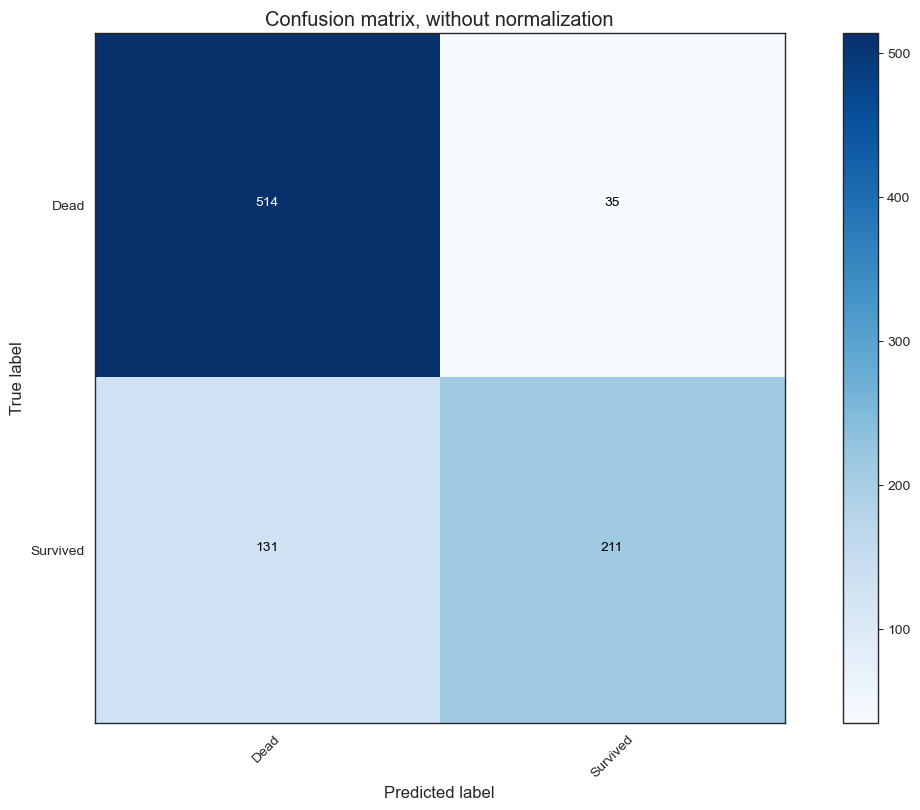 Confusion matrix, without normalization
500
Dead
514
35
400
300
True label
200
Survived
131
211
100
Dead
Survived
Predicted label